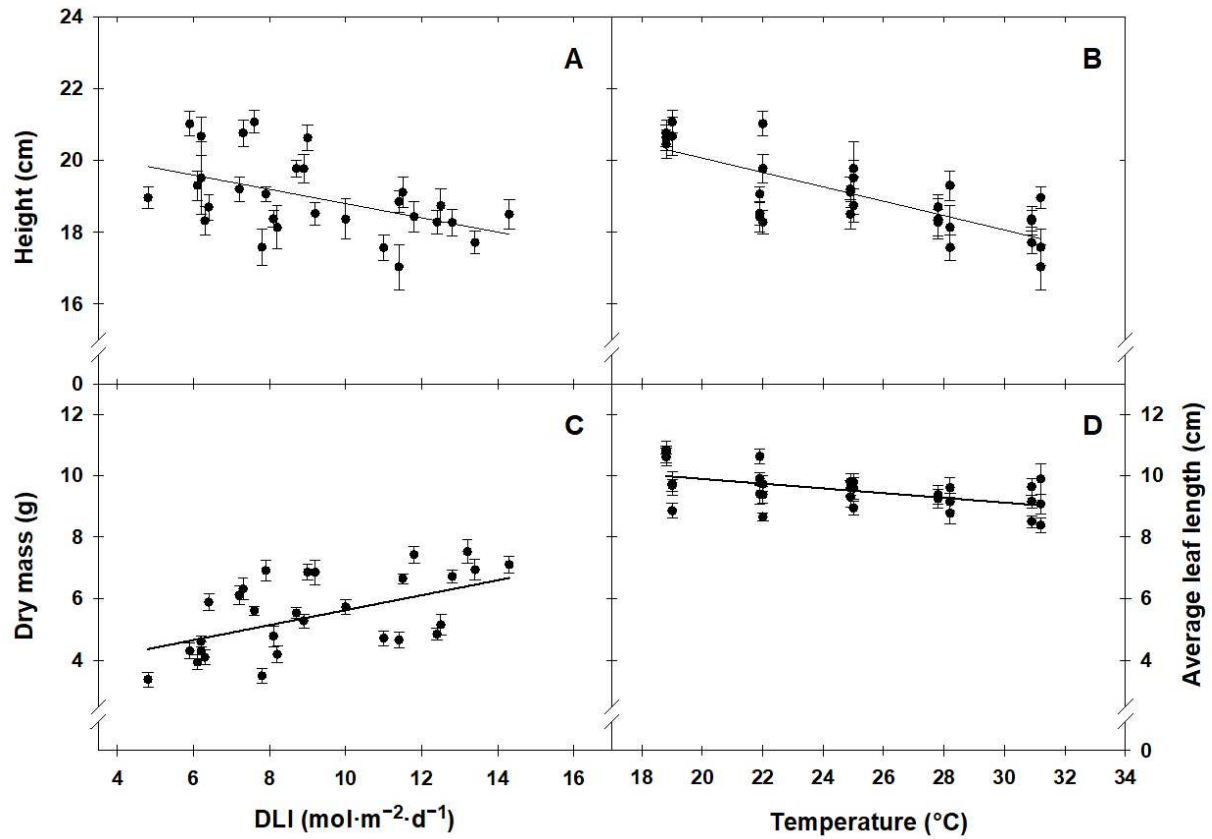 24
22
20
18
16
0
Height (cm)
A
B
12
10
8
6
4
Dry mass (g)
C
D
12
10
8
6
4
2
0
Average leaf length (cm)
4 6 8 10 12 14 16
18 20 22 24 26 28 30 32 34
DLI (mol·m⁻²·d⁻¹)
Temperature (°C)